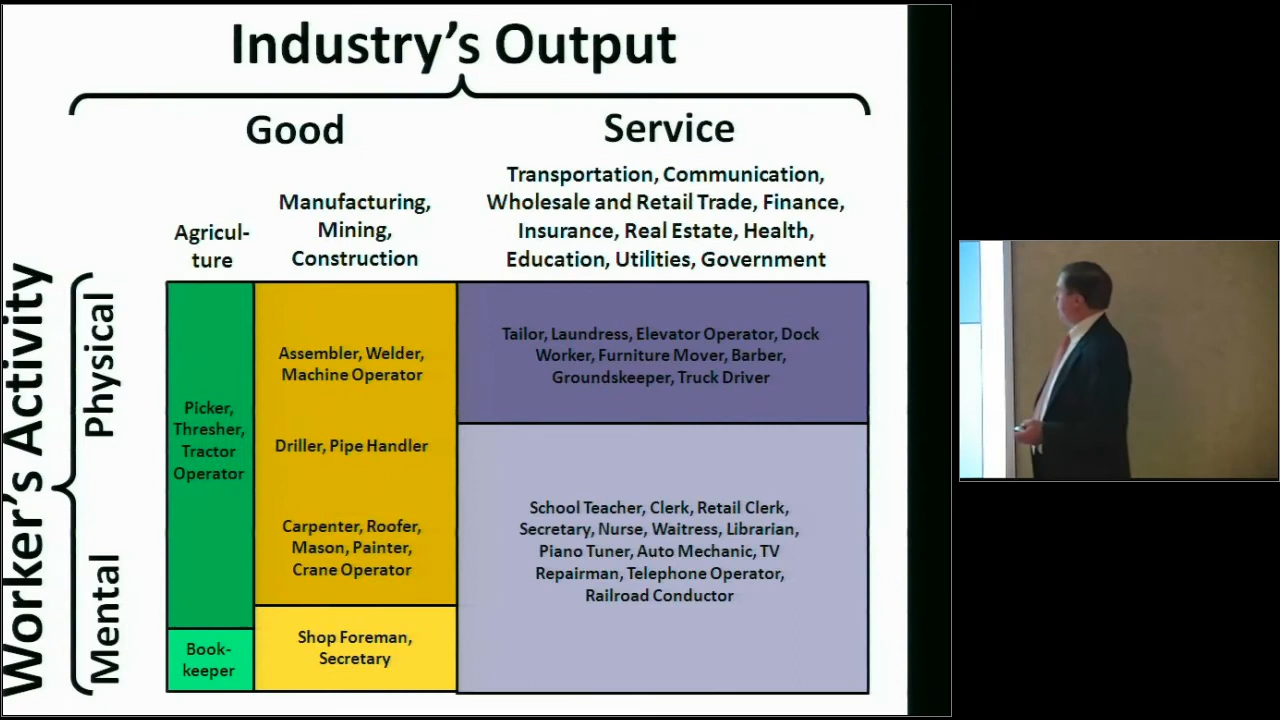 Industry's Output
Good
Service
Agricul-
ture
Manufacturing,
Mining,
Construction
Transportation, Communication,
Wholesale and Retail Trade, Finance,
Insurance, Real Estate, Health,
Education, Utilities, Government
Worker's Activity
Physical
Mental
Picker,
Thresher,
Tractor
Operator
Assembler, Welder,
Machine Operator
Driller, Pipe Handler
Carpenter, Roofer,
Mason, Painter,
Crane Operator
Tailor, Laundress, Elevator Operator, Dock
Worker, Furniture Mover, Barber,
Groundskeeper, Truck Driver
School Teacher, Clerk, Retail Clerk,
Secretary, Nurse, Waitress, Librarian,
Piano Tuner, Auto Mechanic, TV
Repairman, Telephone Operator,
Railroad Conductor
Book-
keeper
Shop Foreman,
Secretary